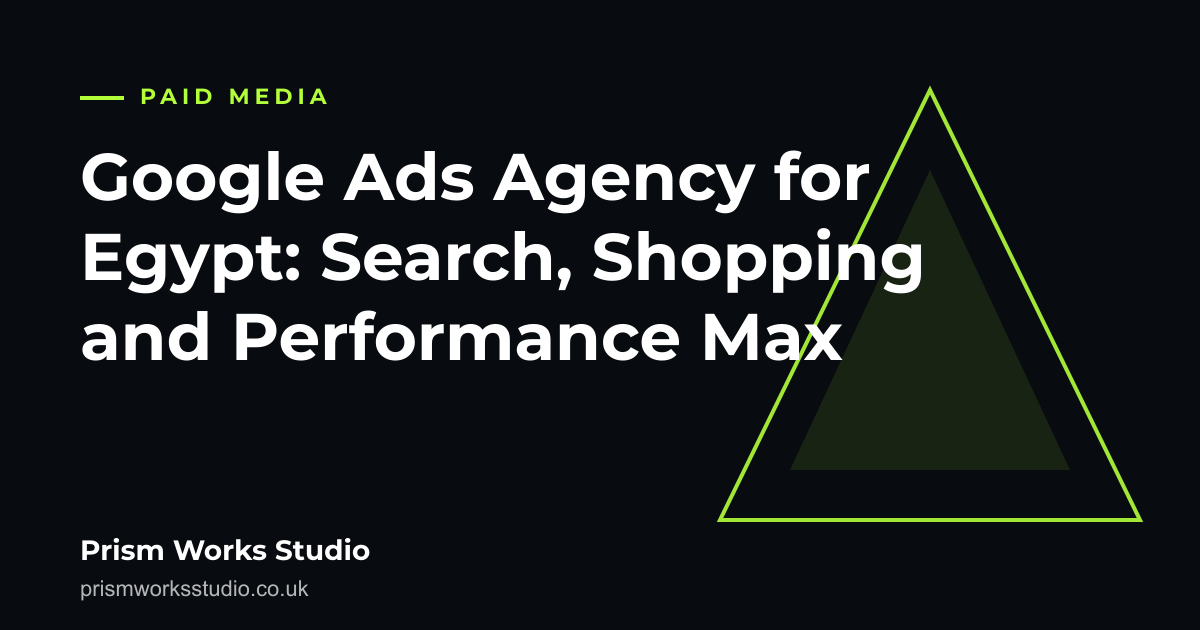 PAID MEDIA
Google Ads Agency for
Egypt: Search, Shopping
and Performance Max
Prism Works Studio
prismworksstudio.co.uk